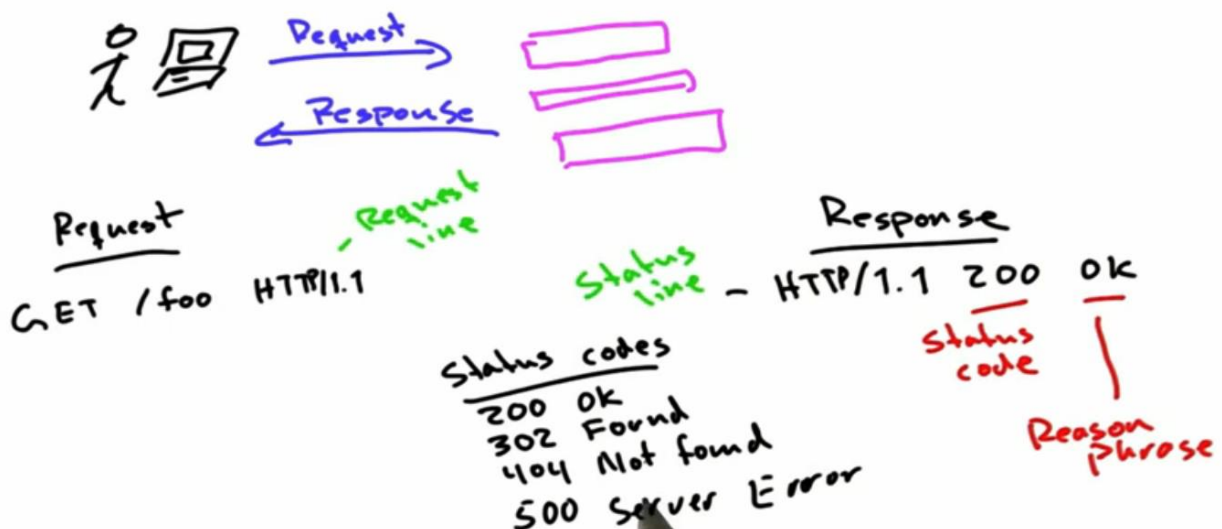 Request
Response
Request
Request
line
GET /foo HTTP/1.1
Response
Status
line
- HTTP/1.1 200 OK
Status
code
Reason
phrase
Status codes
200 OK
302 Found
404 Not found
500 Server Error